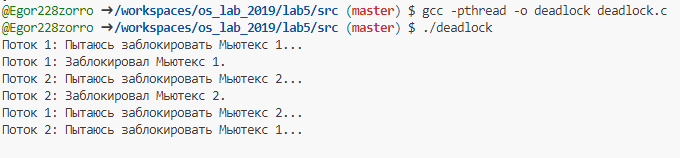 @Egor228zorro →/workspaces/os_lab_2019/lab5/src (master) $ gcc -pthread -o deadlock deadlock.c
@Egor228zorro →/workspaces/os_lab_2019/lab5/src (master) $ ./deadlock
Поток 1: Пытаюсь заблокировать Мьютекс 1...
Поток 1: Заблокировал Мьютекс 1.
Поток 2: Пытаюсь заблокировать Мьютекс 2...
Поток 2: Заблокировал Мьютекс 2.
Поток 1: Пытаюсь заблокировать Мьютекс 2...
Поток 2: Пытаюсь заблокировать Мьютекс 1...